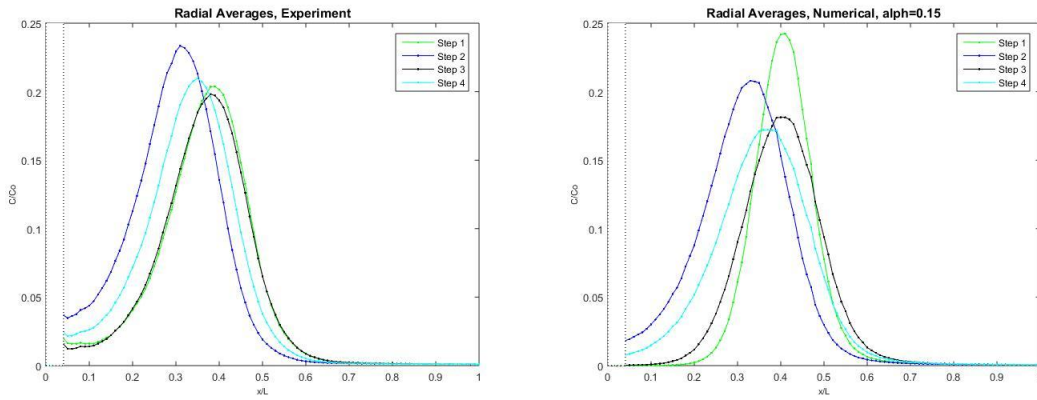 Radial Averages, Experiment
0.25
0.2
0.15
0.1
0.05
0
C/Co
Step 1
Step 2
Step 3
Step 4
0 0.1 0.2 0.3 0.4 0.5 0.6 0.7 0.8 0.9 1
x/L
Radial Averages, Numerical, alph=0.15
0.25
0.2
0.15
0.1
0.05
0
C/Co
Step 1
Step 2
Step 3
Step 4
0 0.1 0.2 0.3 0.4 0.5 0.6 0.7 0.8 0.9
x/L